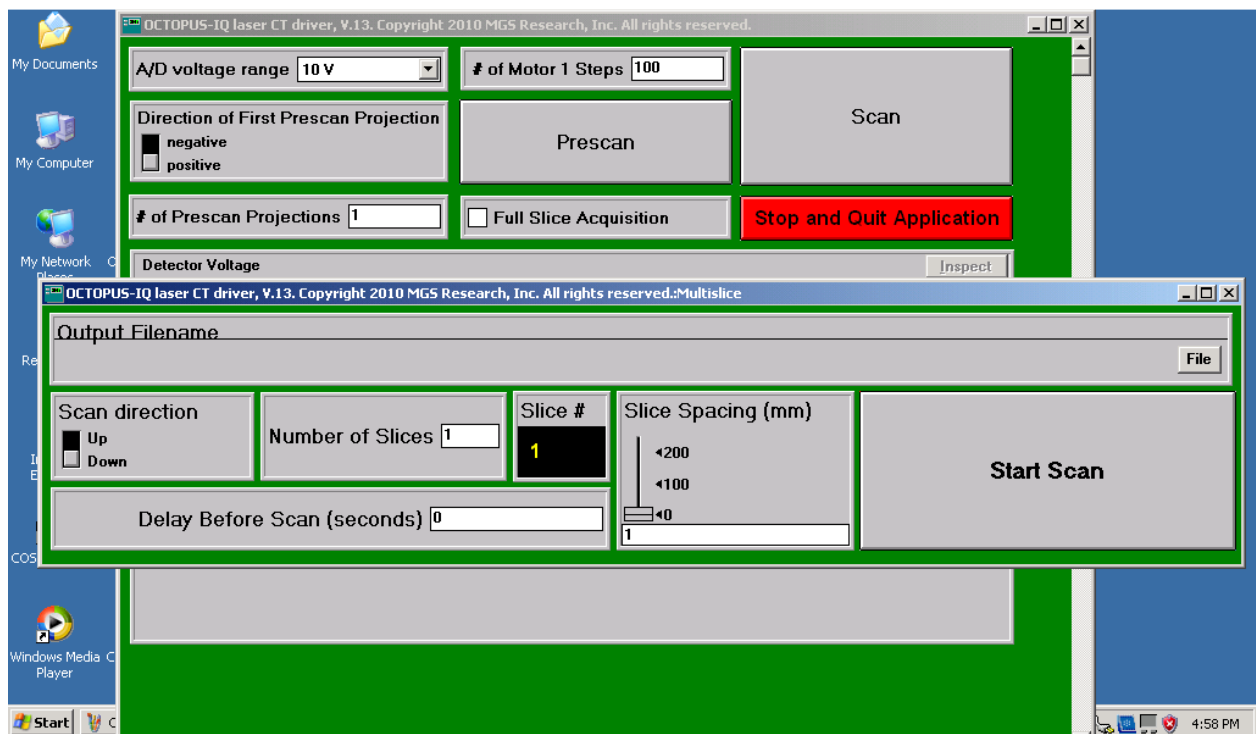 My Documents
My Computer
My Network
Places
Windows Media
Player
OCTOPUS-IQ laser CT driver, V.13. Copyright 2010 MGS Research, Inc. All rights reserved.
A/D voltage range 10 V
# of Motor 1 Steps 100
Scan
Direction of First Prescan Projection
negative
positive
Prescan
# of Prescan Projections 1
Full Slice Acquisition
Stop and Quit Application
Detector Voltage
Inspect
OCTOPUS-IQ laser CT driver, V.13. Copyright 2010 MGS Research, Inc. All rights reserved.:Multislice
Output Filename
File
Scan direction
Up
Down
Number of Slices 1
Slice #
1
Slice Spacing (mm)
200
100
0
1
Start Scan
Delay Before Scan (seconds) 0
Start
4:58 PM